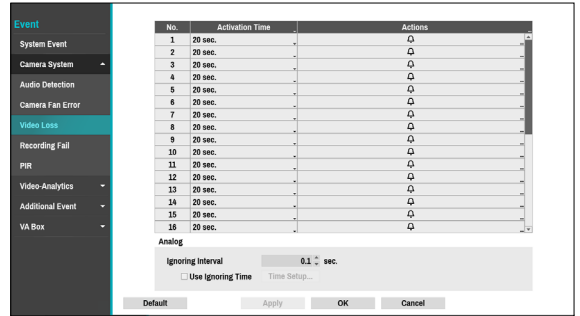 Event
System Event
Camera System
Audio Detection
Camera Fan Error
Video Loss
Recording Fail
PIR
Video-Analytics
Additional Event
VA Box
No. Activation Time Actions
1 20 sec.
2 20 sec.
3 20 sec.
4 20 sec.
5 20 sec.
6 20 sec.
7 20 sec.
8 20 sec.
9 20 sec.
10 20 sec.
11 20 sec.
12 20 sec.
13 20 sec.
14 20 sec.
15 20 sec.
16 20 sec.
Analog
Ignoring Interval 0.1 sec.
Use Ignoring Time Time Setup...
Default Apply OK Cancel